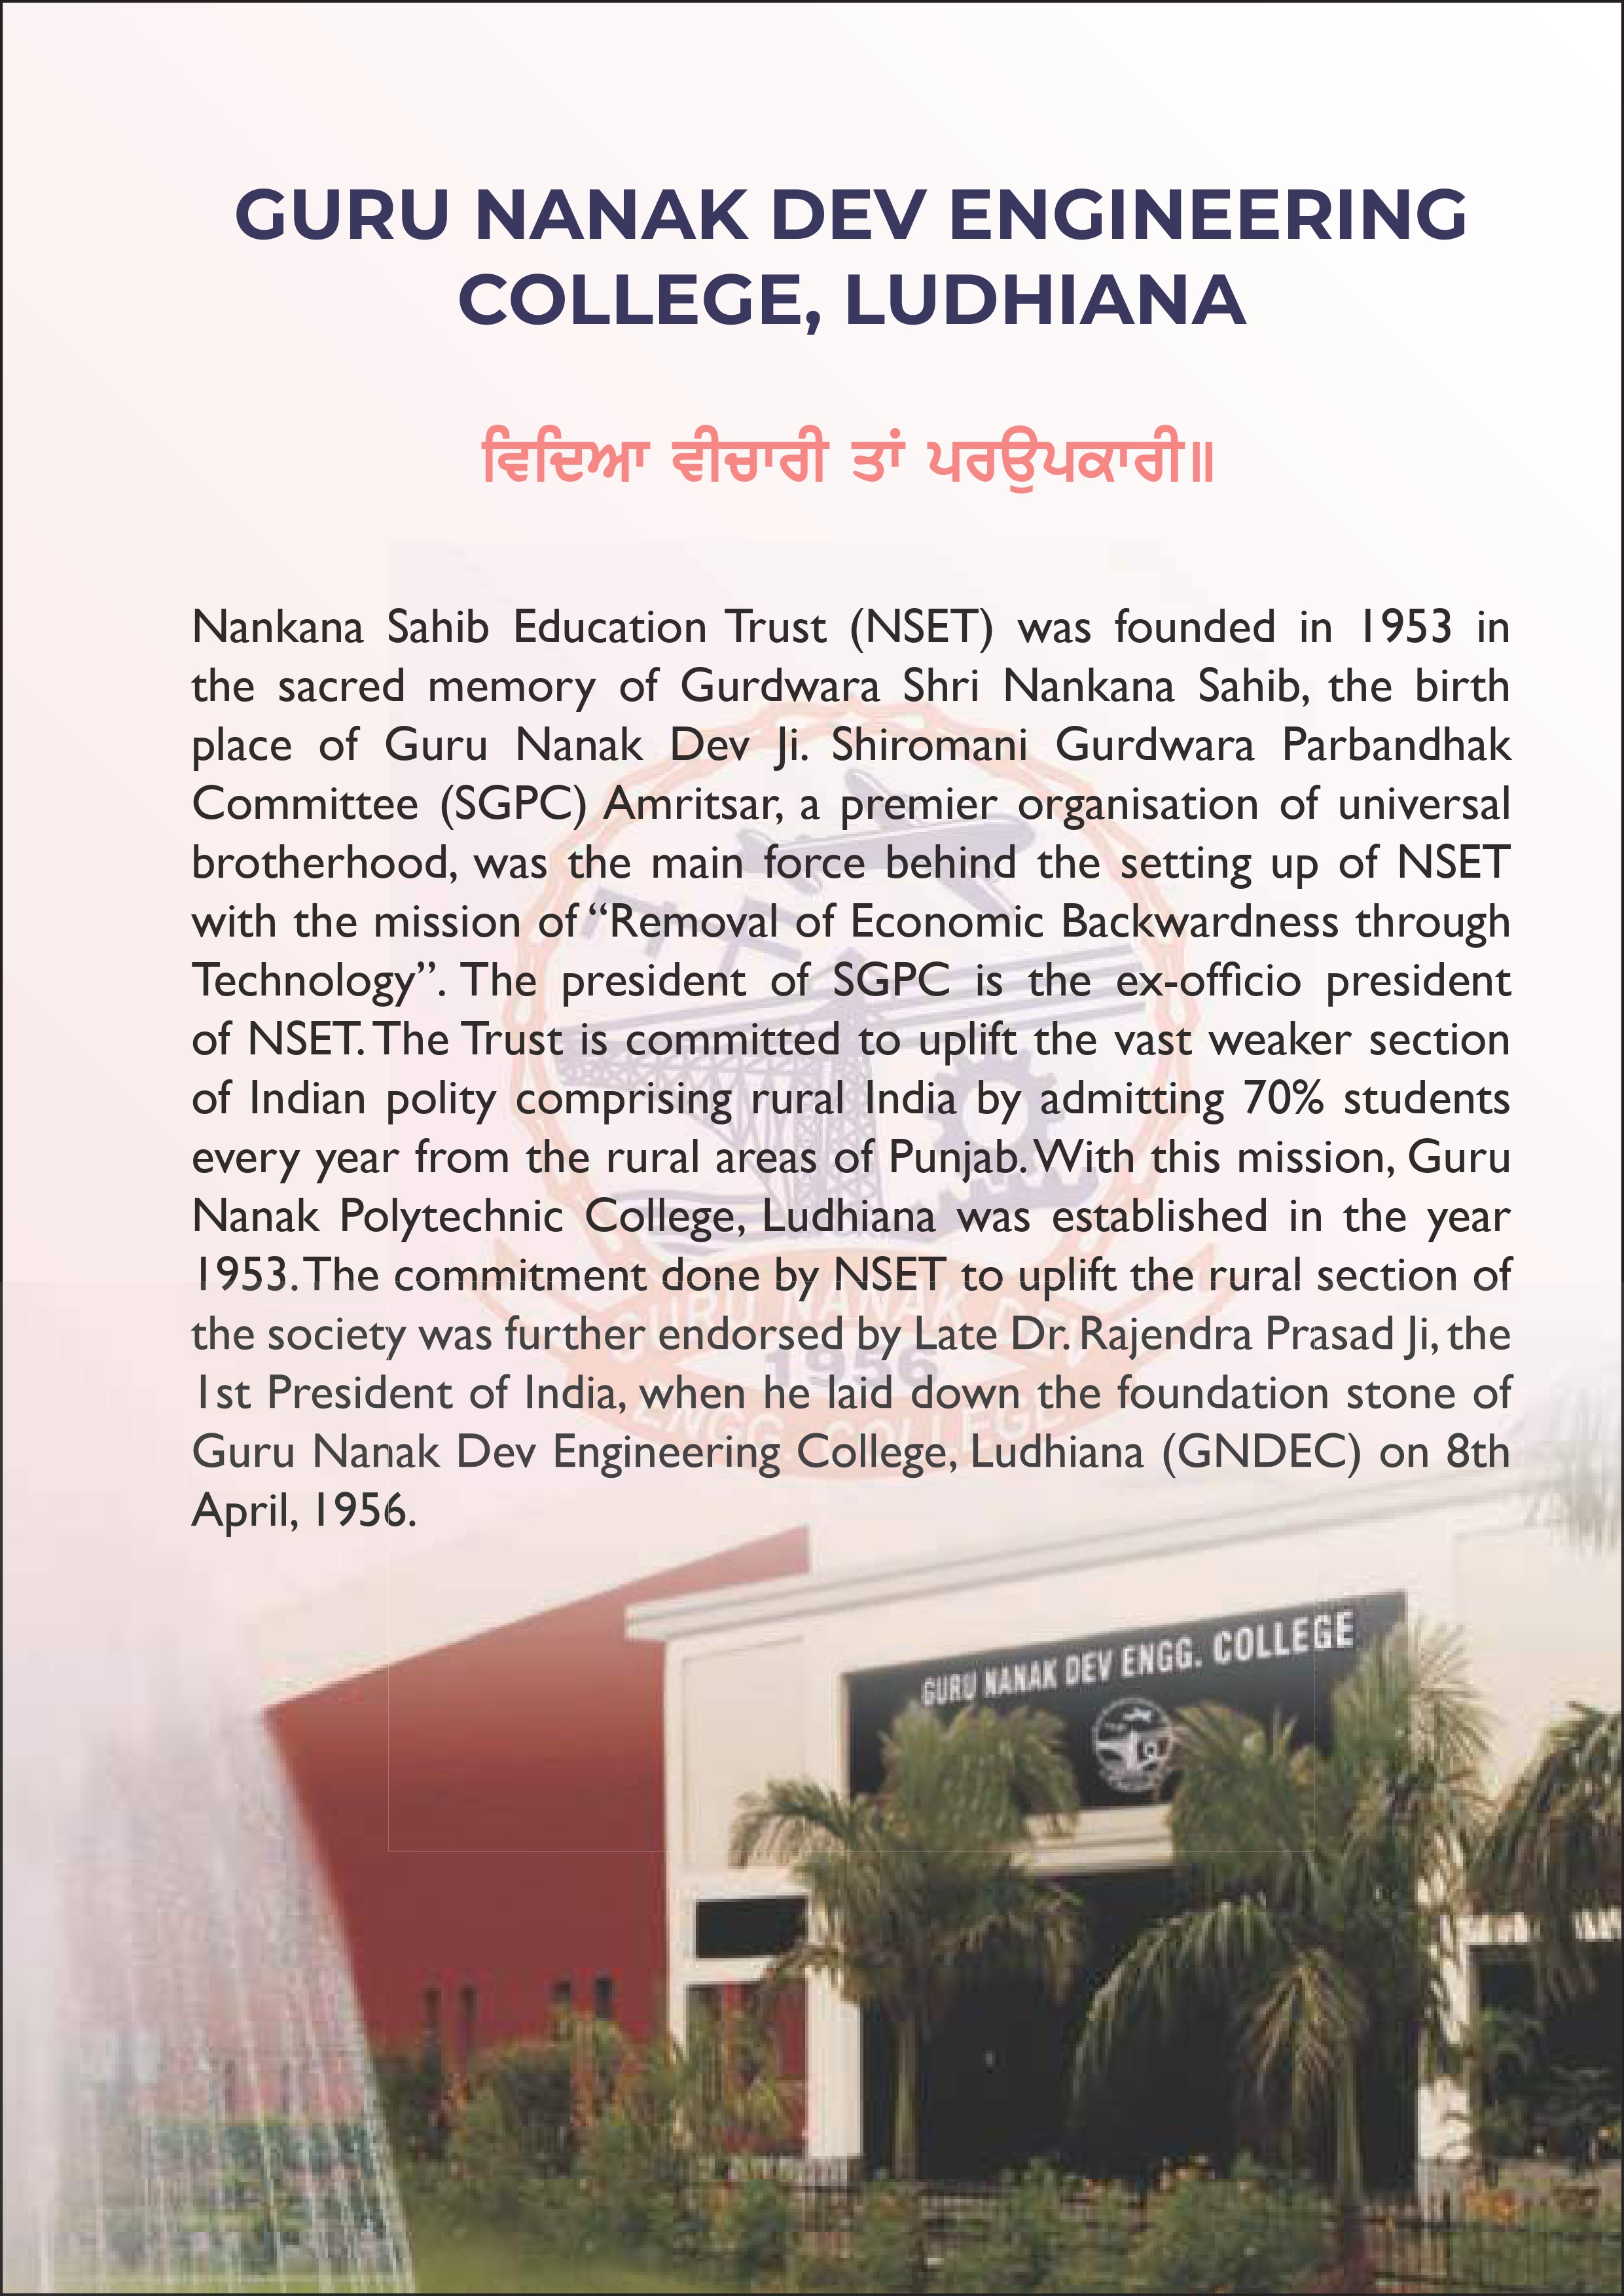 GURU NANAK DEV ENGINEERING
COLLEGE, LUDHIANA
ਵਿਦਿਆ ਵੀਚਾਰੀ ਤਾਂ ਪਰਉਪਕਾਰੀ॥
Nankana Sahib Education Trust (NSET) was founded in 1953 in
the sacred memory of Gurdwara Shri Nankana Sahib, the birth
place of Guru Nanak Dev Ji. Shiromani Gurdwara Parbandhak
Committee (SGPC) Amritsar, a premier organisation of universal
brotherhood, was the main force behind the setting up of NSET
with the mission of “Removal of Economic Backwardness through
Technology”. The president of SGPC is the ex-officio president
of NSET. The Trust is committed to uplift the vast weaker section
of Indian polity comprising rural India by admitting 70% students
every year from the rural areas of Punjab. With this mission, Guru
Nanak Polytechnic College, Ludhiana was established in the year
1953. The commitment done by NSET to uplift the rural section of
the society was further endorsed by Late Dr. Rajendra Prasad Ji, the
1st President of India, when he laid down the foundation stone of
Guru Nanak Dev Engineering College, Ludhiana (GNDEC) on 8th
April, 1956.
GURU NANAK DEV
1956
ENGG. COLLEGE
GURU NANAK DEV ENGG. COLLEGE